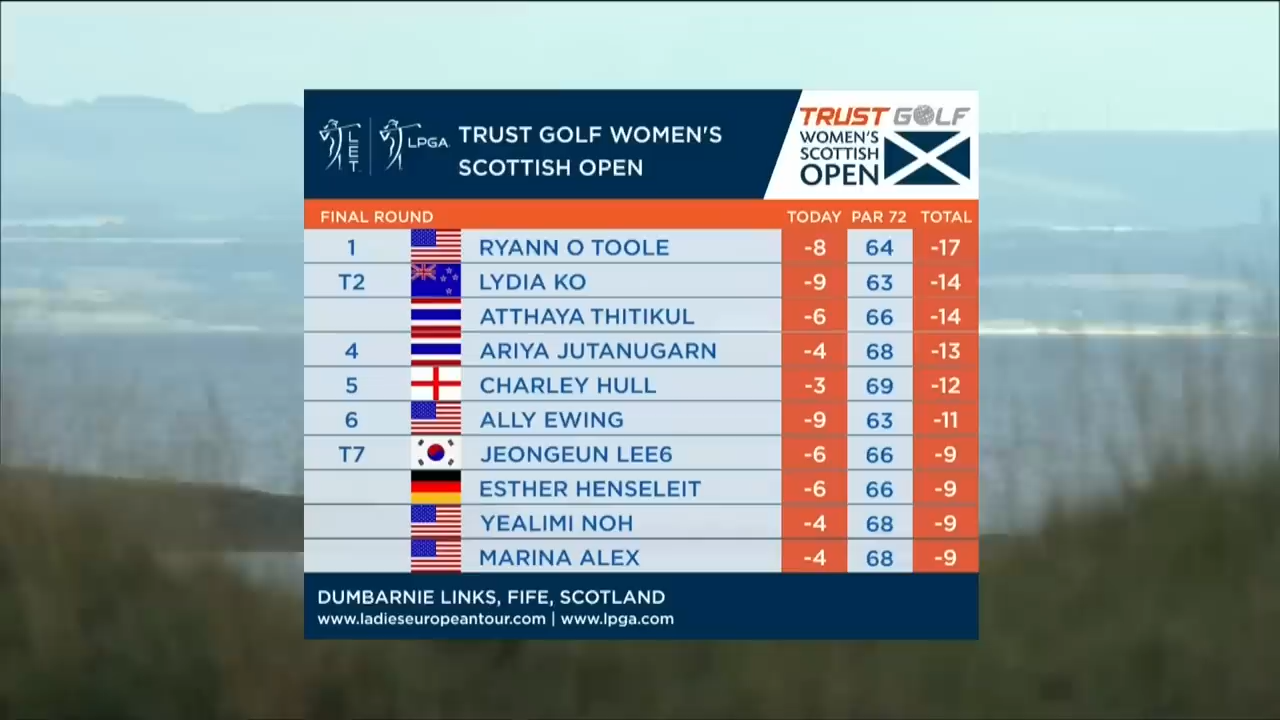 LET
LPGA
TRUST GOLF WOMEN'S
SCOTTISH OPEN
TRUST GOLF
WOMEN'S
SCOTTISH
OPEN
FINAL ROUND TODAY PAR 72 TOTAL
1 RYANN O TOOLE -8 64 -17
T2 LYDIA KO -9 63 -14
ATTHAYA THITIKUL -6 66 -14
4 ARIYA JUTANUGARN -4 68 -13
5 CHARLEY HULL -3 69 -12
6 ALLY EWING -9 63 -11
T7 JEONGEUN LEE6 -6 66 -9
ESTHER HENSELEIT -6 66 -9
YEALIMI NOH -4 68 -9
MARINA ALEX -4 68 -9
DUMBARNIE LINKS, FIFE, SCOTLAND
www.ladieseuropeantour.com | www.lpga.com